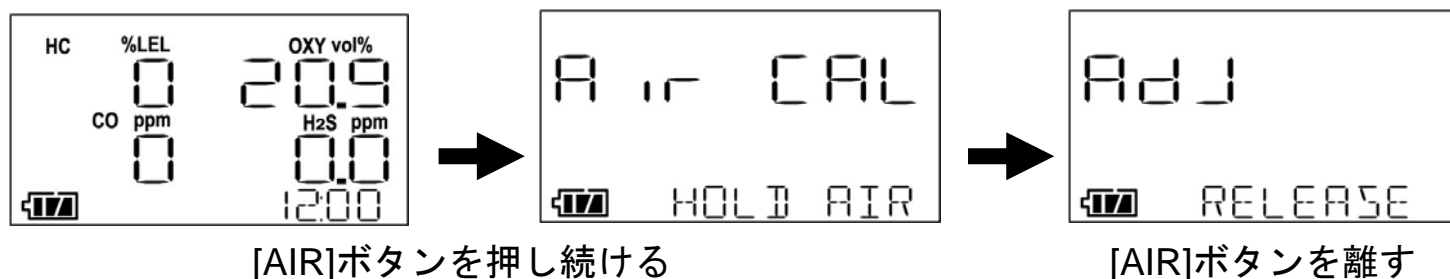 HC %LEL OXY vol%
0 20.9
CO ppm H2S ppm
0 0.0
12:00
Air CAL
HOLD AIR
AdJ
RELEASE
[AIR]ボタンを押し続ける
[AIR]ボタンを離す